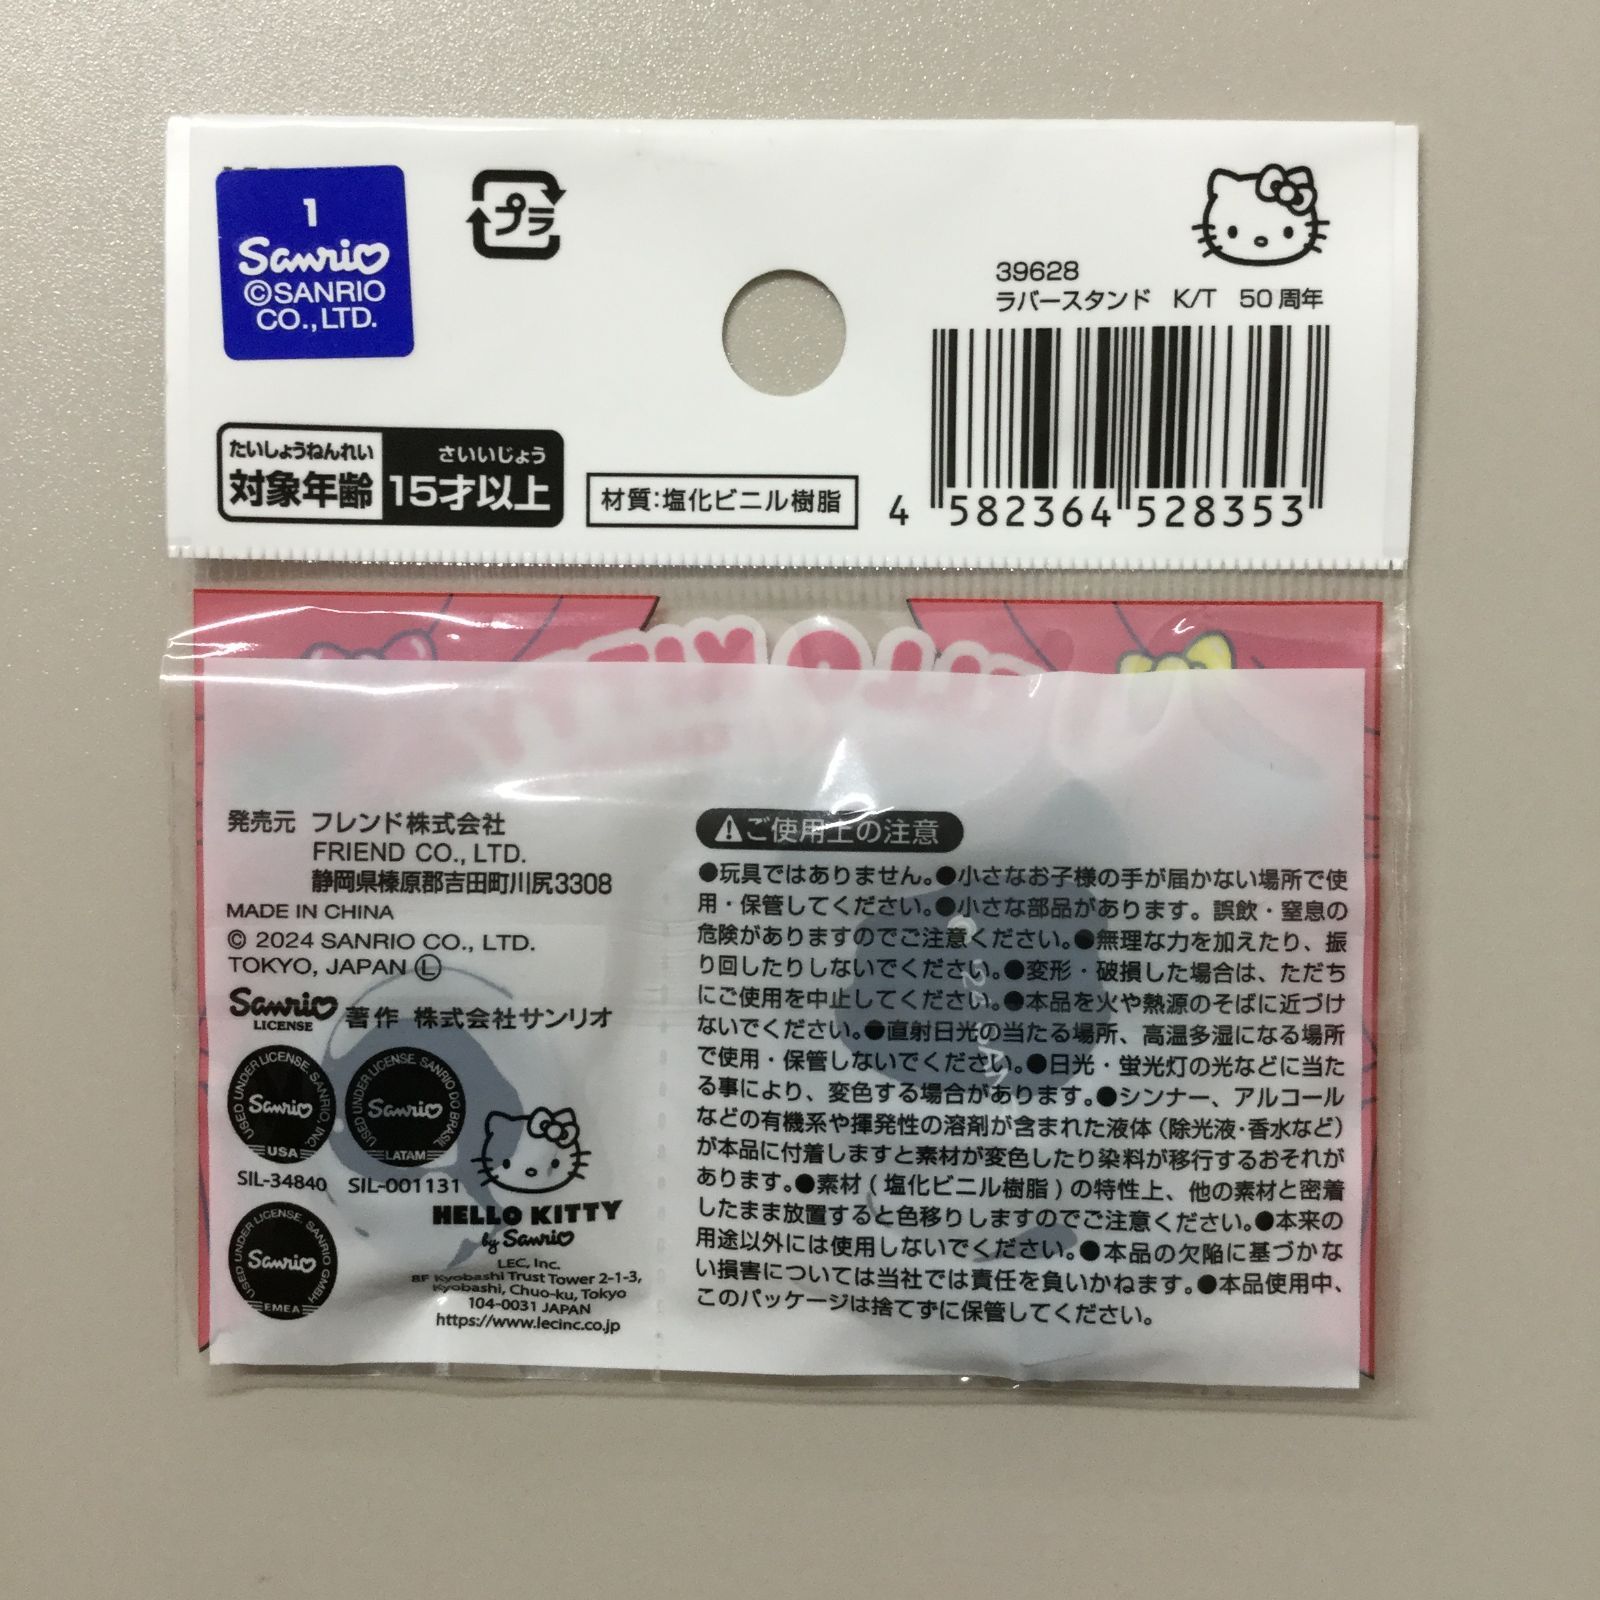 1
Sanrio
©SANRIO
CO.,LTD.
プラ
39628
ラバースタンド K/T 50周年
4 582364 528353
たいしょうねんれい さいいじょう
対象年齢 15才以上
材質:塩化ビニル樹脂
発売元 フレンド株式会社
FRIEND CO., LTD.
静岡県榛原郡吉田町川尻3308
MADE IN CHINA
© 2024 SANRIO CO., LTD.
TOKYO, JAPAN Ⓛ
Sanrio
LICENSE
著作 株式会社サンリオ
USED UNDER LICENSE, SANRIO, INC.
Sanrio
USA
SIL-34840
USED UNDER LICENSE, SANRIO DO BRASIL
Sanrio
LATAM
SIL-001131
USED UNDER LICENSE, SANRIO GMBH
Sanrio
EMEA
HELLO KITTY
by Sanrio
LEC, Inc.
8F Kyobashi Trust Tower 2-1-3,
Kyobashi, Chuo-ku, Tokyo
104-0031 JAPAN
https://www.lecinc.co.jp
⚠ご使用上の注意
●玩具ではありません。●小さなお子様の手が届かない場所で使
用・保管してください。●小さな部品があります。誤飲・窒息の
危険がありますのでご注意ください。●無理な力を加えたり、振
り回したりしないでください。●変形・破損した場合は、ただち
にご使用を中止してください。●本品を火や熱源のそばに近づけ
ないでください。●直射日光の当たる場所、高温多湿になる場所
で使用・保管しないでください。●日光・蛍光灯の光などに当た
る事により、変色する場合があります。●シンナー、アルコール
などの有機系や揮発性の溶剤が含まれた液体(除光液・香水など)
が本品に付着しますと素材が変色したり染料が移行するおそれが
あります。●素材(塩化ビニル樹脂)の特性上、他の素材と密着
したまま放置すると色移りしますのでご注意ください。●本来の
用途以外には使用しないでください。●本品の欠陥に基づかな
い損害については当社では責任を負いかねます。●本品使用中、
このパッケージは捨てずに保管してください。